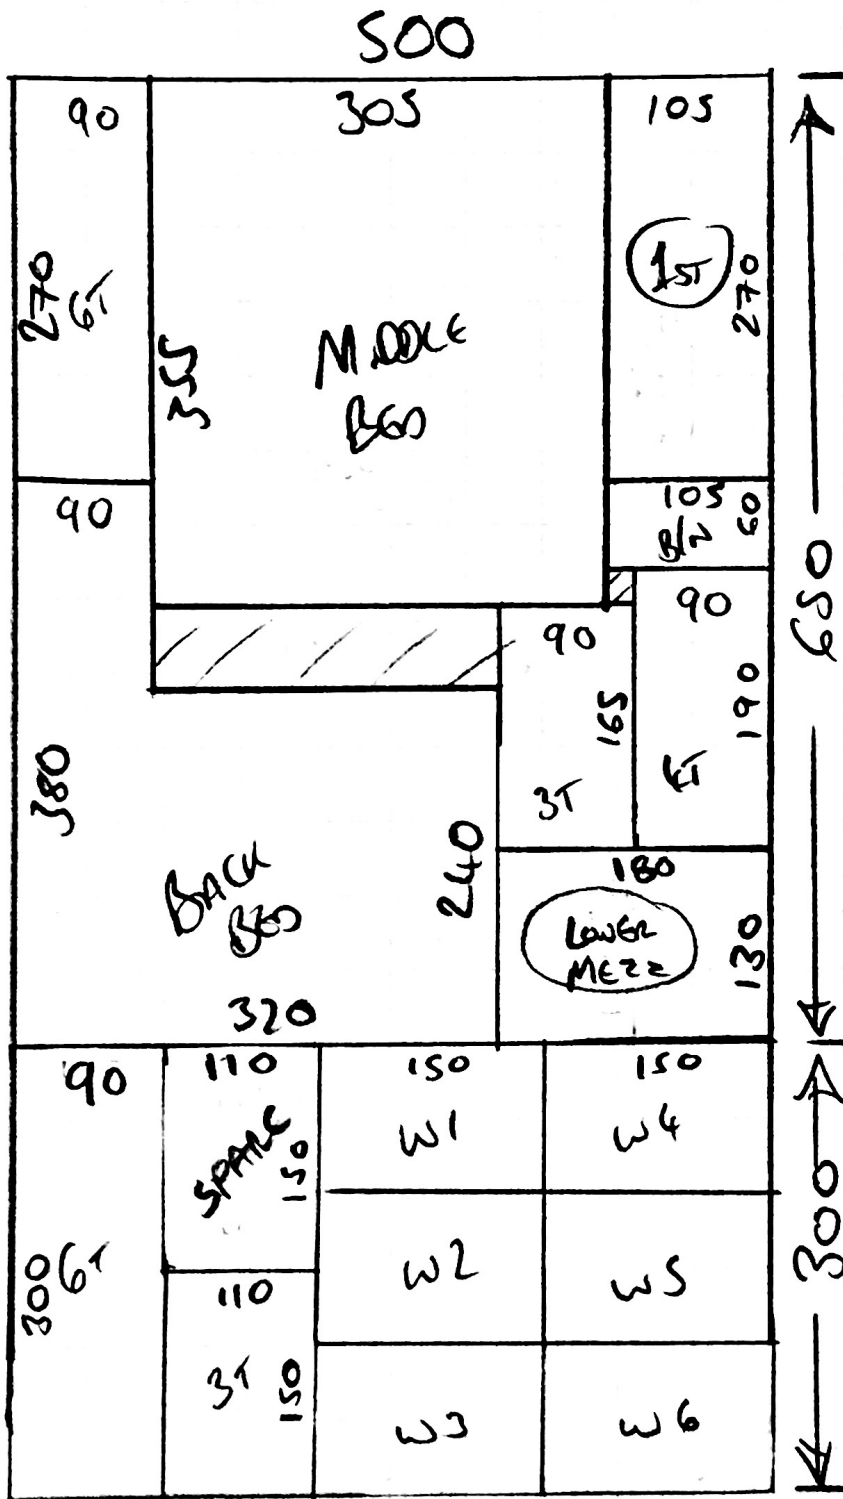 500
90
305
105
270
6T
355
MIDDLE
BED
1ST
270
90
105
B/N
60
650
90
90
165
190
3T
4T
380
BACK
BED
240
320
180
LOWER
MEZZ
130
90
110
150
150
SPARE
150
W1
W4
300
6T
110
3T
150
W2
W5
W3
W6
300